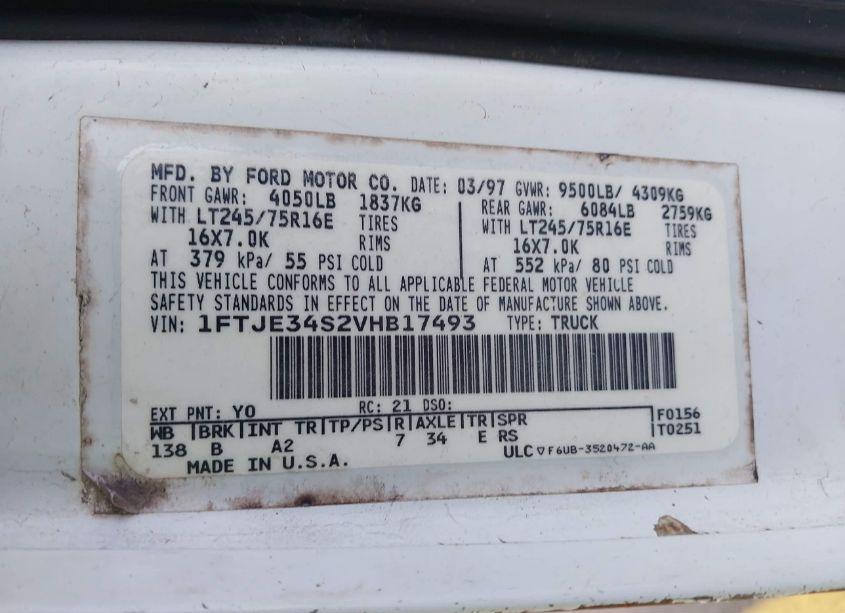 MFD. BY FORD MOTOR CO. DATE: 03/97 GVWR: 9500LB/ 4309KG
FRONT GAWR: 4050LB 1837KG
WITH LT245/75R16E TIRES
16X7.0K RIMS
AT 379 kPa/ 55 PSI COLD
REAR GAWR: 6084LB 2759KG
WITH LT245/75R16E TIRES
16X7.0K RIMS
AT 552 kPa/ 80 PSI COLD
THIS VEHICLE CONFORMS TO ALL APPLICABLE FEDERAL MOTOR VEHICLE
SAFETY STANDARDS IN EFFECT ON THE DATE OF MANUFACTURE SHOWN ABOVE.
VIN: 1FTJE34S2VHB17493 TYPE: TRUCK
EXT PNT: YO RC: 21 DSO:
WB BRK INT TR TP/PS R AXLE TR SPR
138 B A2 7 34 E RS
F0156
T0251
MADE IN U.S.A.
ULC ▽ F6UB-3520472-AA